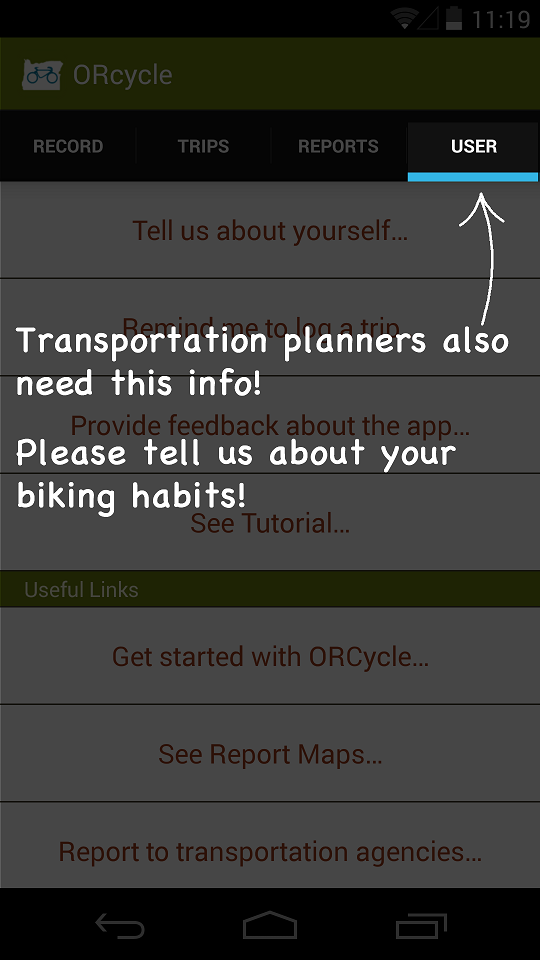 11:19
ORcycle
RECORD TRIPS REPORTS USER
Tell us about yourself...
Remind me to log a trip...
Transportation planners also
need this info!
Provide feedback about the app...
Please tell us about your
biking habits!
See Tutorial...
Useful Links
Get started with ORCycle...
See Report Maps...
Report to transportation agencies...